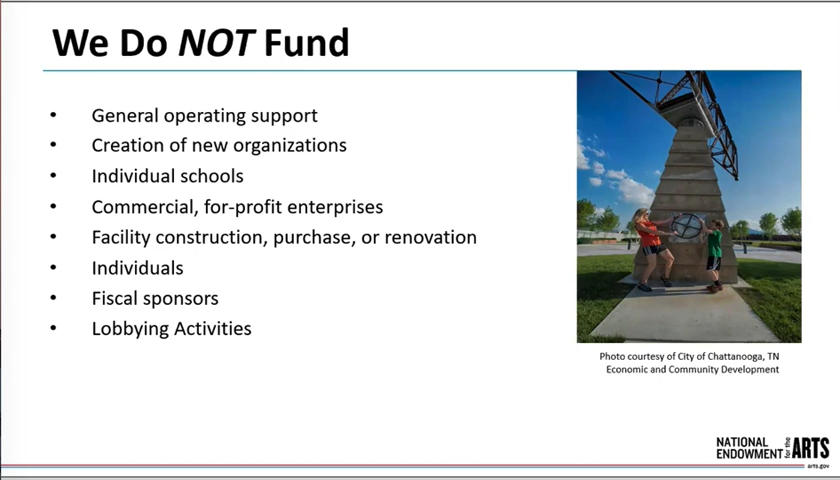 We Do NOT Fund
• General operating support
• Creation of new organizations
• Individual schools
• Commercial, for-profit enterprises
• Facility construction, purchase, or renovation
• Individuals
• Fiscal sponsors
• Lobbying Activities
Photo courtesy of City of Chattanooga, TN
Economic and Community Development
NATIONAL
ENDOWMENT for the ARTS
arts.gov